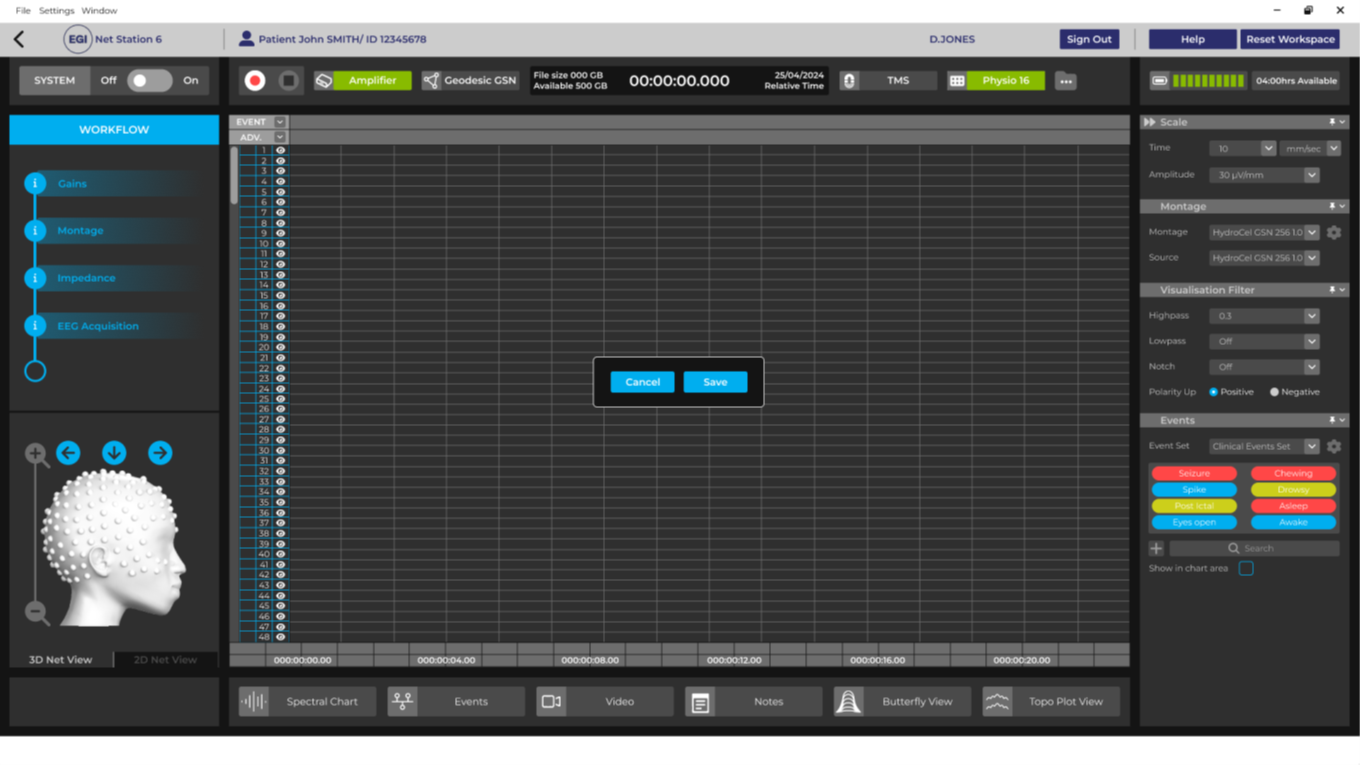 File Settings Window
EGI Net Station 6
Patient John SMITH/ ID 12345678
D.JONES
Sign Out
Help
Reset Workspace
SYSTEM
Off
On
Amplifier
Geodesic GSN
File size 000 GB
Available 500 GB
00:00:00.000
25/04/2024
Relative Time
TMS
Physio 16
04:00hrs Available
WORKFLOW
Gains
Montage
Impedance
EEG Acquisition
3D Net View
2D Net View
EVENT
ADV.
1
2
3
4
5
6
7
8
9
10
11
12
13
14
15
16
17
18
19
20
21
22
23
24
25
26
27
28
29
30
31
32
33
34
35
36
37
38
39
40
41
42
43
44
45
46
47
48
Cancel
Save
000:00:00.00
000:00:04.00
000:00:08.00
000:00:12.00
000:00:16.00
000:00:20.00
Spectral Chart
Events
Video
Notes
Butterfly View
Topo Plot View
Scale
Time 10 mm/sec
Amplitude 30 µV/mm
Montage
Montage HydroCel GSN 256 1.0
Source HydroCel GSN 256 1.0
Visualisation Filter
Highpass 0.3
Lowpass Off
Notch Off
Polarity Up Positive Negative
Events
Event Set Clinical Events Set
Seizure Chewing
Spike Drowsy
Post Ictal Asleep
Eyes open Awake
Search
Show in chart area